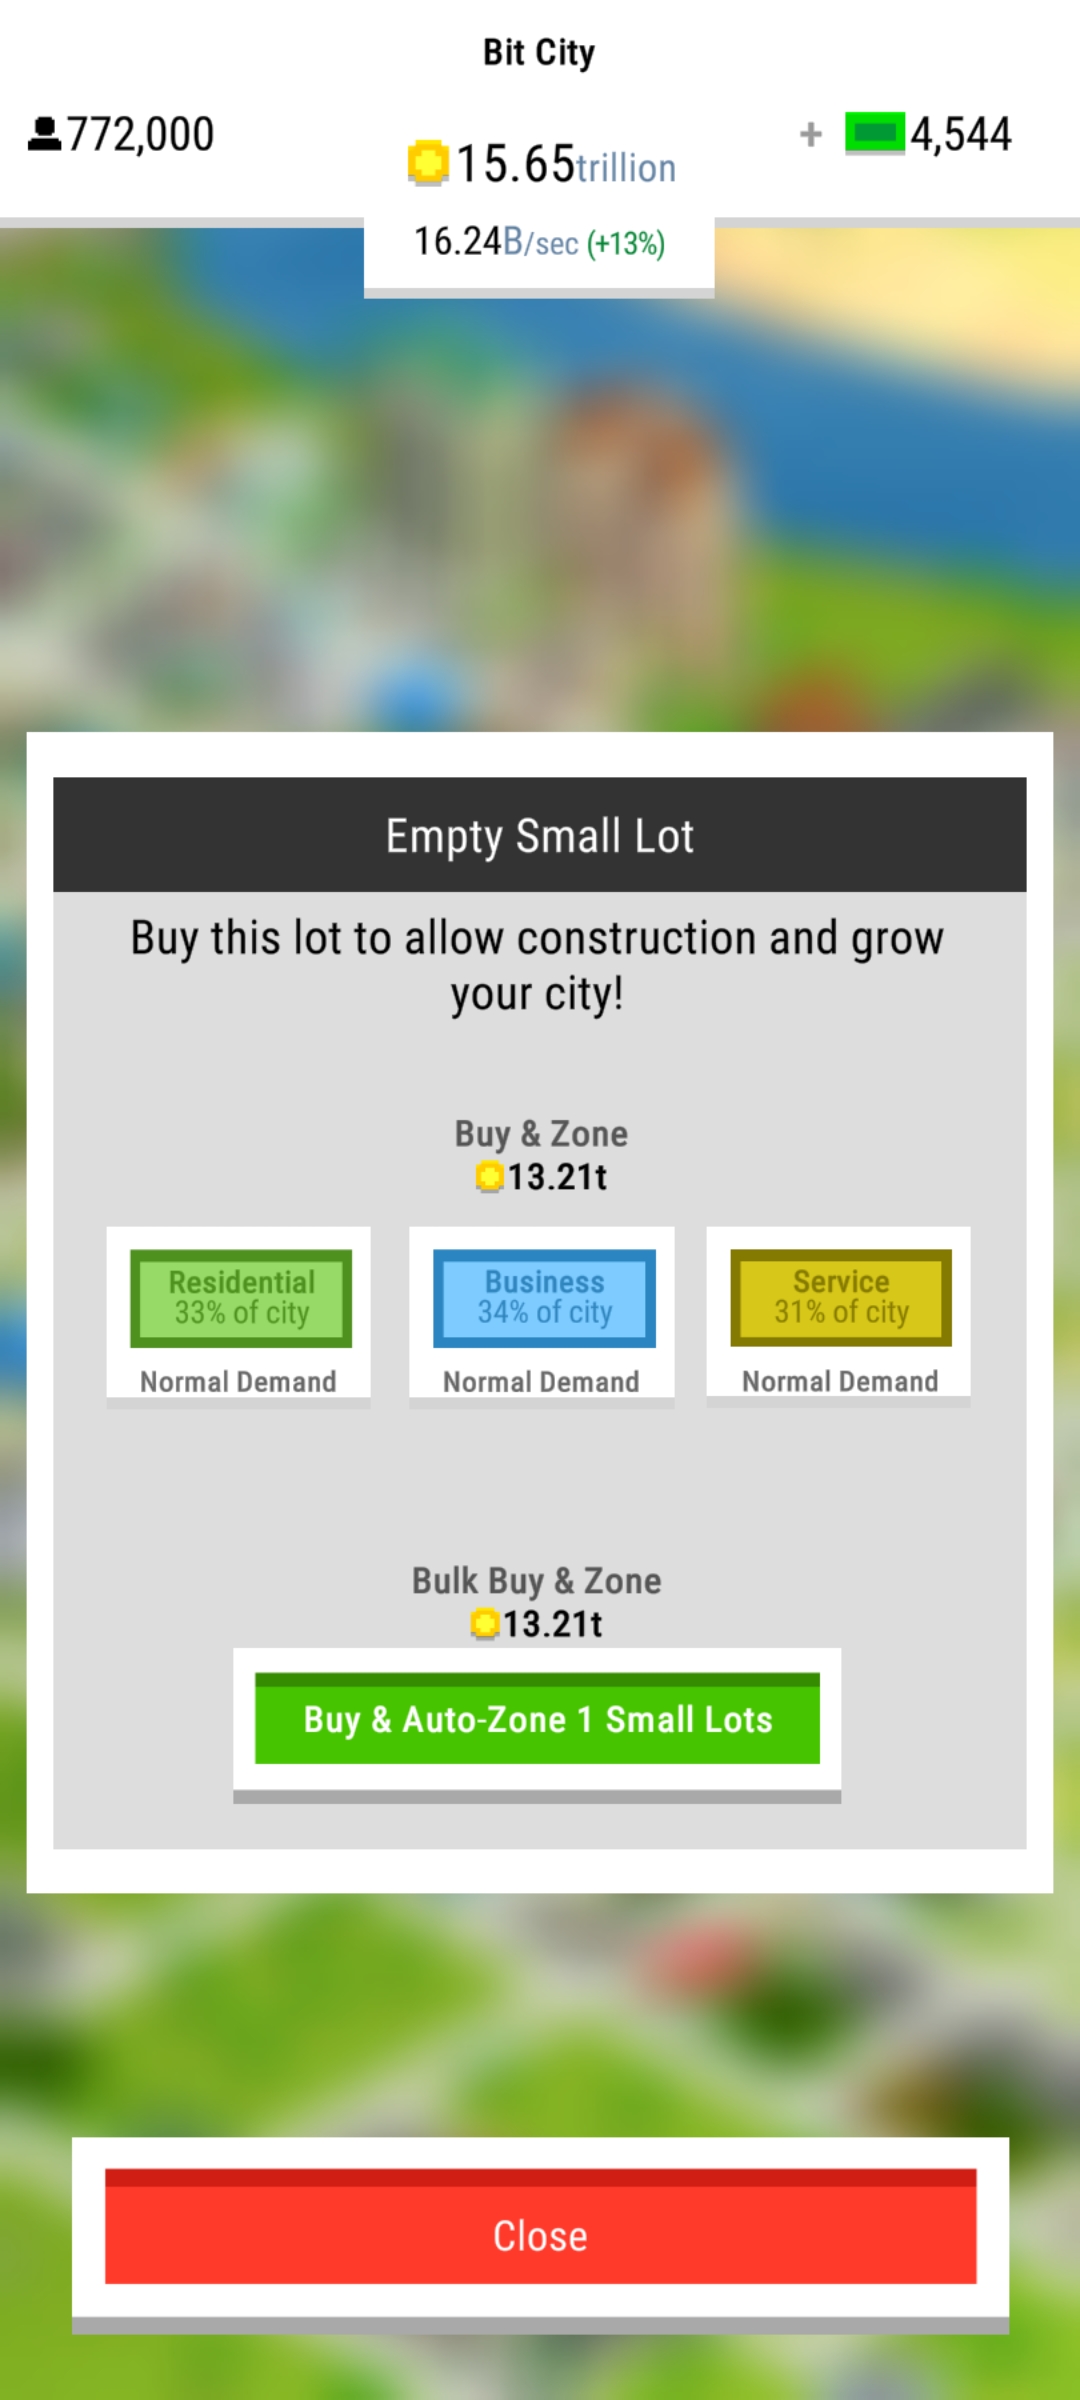 Bit City
772,000
15.65trillion
+ 4,544
16.24B/sec (+13%)
Empty Small Lot
Buy this lot to allow construction and grow
your city!
Buy & Zone
13.21t
Residential
33% of city
Normal Demand
Business
34% of city
Normal Demand
Service
31% of city
Normal Demand
Bulk Buy & Zone
13.21t
Buy & Auto-Zone 1 Small Lots
Close